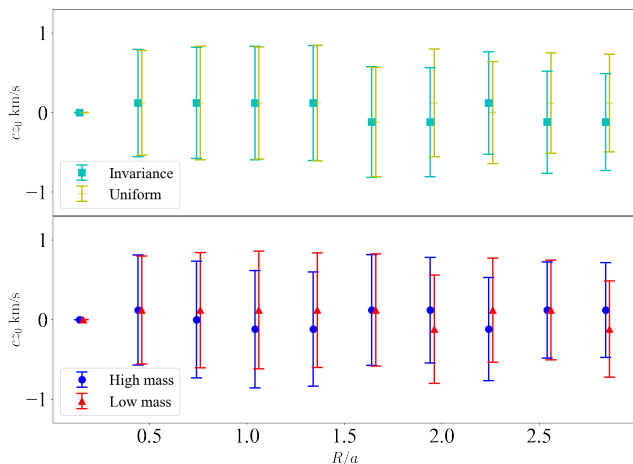 1
0
−1
cz₀ km/s
Invariance
Uniform
1
0
−1
cz₀ km/s
High mass
Low mass
0.5 1.0 1.5 2.0 2.5
R/a